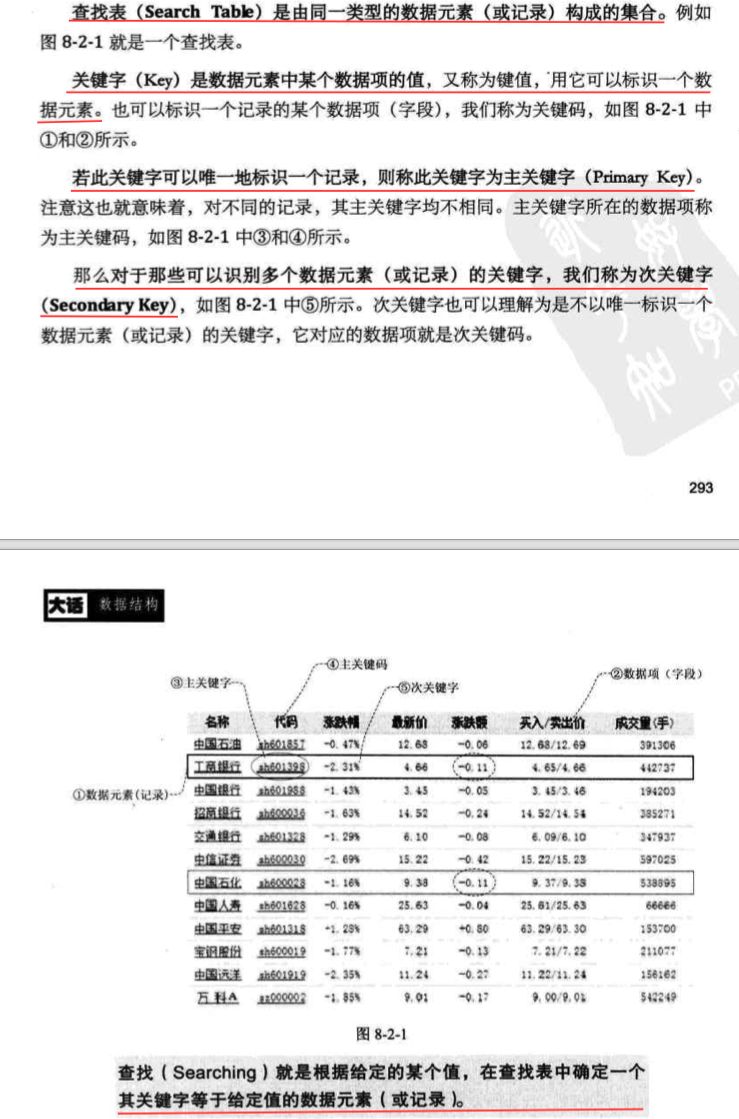 查找表（Search Table）是由同一类型的数据元素（或记录）构成的集合。例如
图 8-2-1 就是一个查找表。
关键字（Key）是数据元素中某个数据项的值，又称为键值，用它可以标识一个数
据元素。也可以标识一个记录的某个数据项（字段），我们称为关键码，如图 8-2-1 中
①和②所示。
若此关键字可以唯一地标识一个记录，则称此关键字为主关键字（Primary Key）。
注意这也就意味着，对不同的记录，其主关键字均不相同。主关键字所在的数据项称
为主关键码，如图 8-2-1 中③和④所示。
那么对于那些可以识别多个数据元素（或记录）的关键字，我们称为次关键字
（Secondary Key），如图 8-2-1 中⑤所示。次关键字也可以理解为是不以唯一标识一个
数据元素（或记录）的关键字，它对应的数据项就是次关键码。
293
大话 数据结构
④主关键码
③主关键字
⑤次关键字
②数据项（字段）
①数据元素(记录)
名称 代码 涨跌幅 最新价 涨跌额 买入/卖出价 成交量(手)
中国石油 sh601857 -0.47% 12.68 -0.06 12.68/12.69 391306
工商银行 sh601398 -2.31% 4.66 -0.11 4.65/4.66 442737
中国银行 sh601988 -1.43% 3.45 -0.05 3.45/3.46 194203
招商银行 sh600036 -1.63% 14.52 -0.24 14.52/14.54 385271
交通银行 sh601328 -1.29% 6.10 -0.08 6.09/6.10 347937
中信证券 sh600030 -2.69% 15.22 -0.42 15.22/15.23 597025
中国石化 sh600028 -1.16% 9.38 -0.11 9.37/9.38 538895
中国人寿 sh601628 -0.16% 25.63 -0.04 25.61/25.63 66666
中国平安 sh601318 +1.28% 63.29 +0.80 63.29/63.30 153700
宝钢股份 sh600019 -1.77% 7.21 -0.13 7.21/7.22 211077
中国远洋 sh601919 -2.35% 11.24 -0.27 11.22/11.24 156162
万 科A sz000002 -1.85% 9.01 -0.17 9.00/9.01 542249
图 8-2-1
查找（Searching）就是根据给定的某个值，在查找表中确定一个
其关键字等于给定值的数据元素（或记录）。